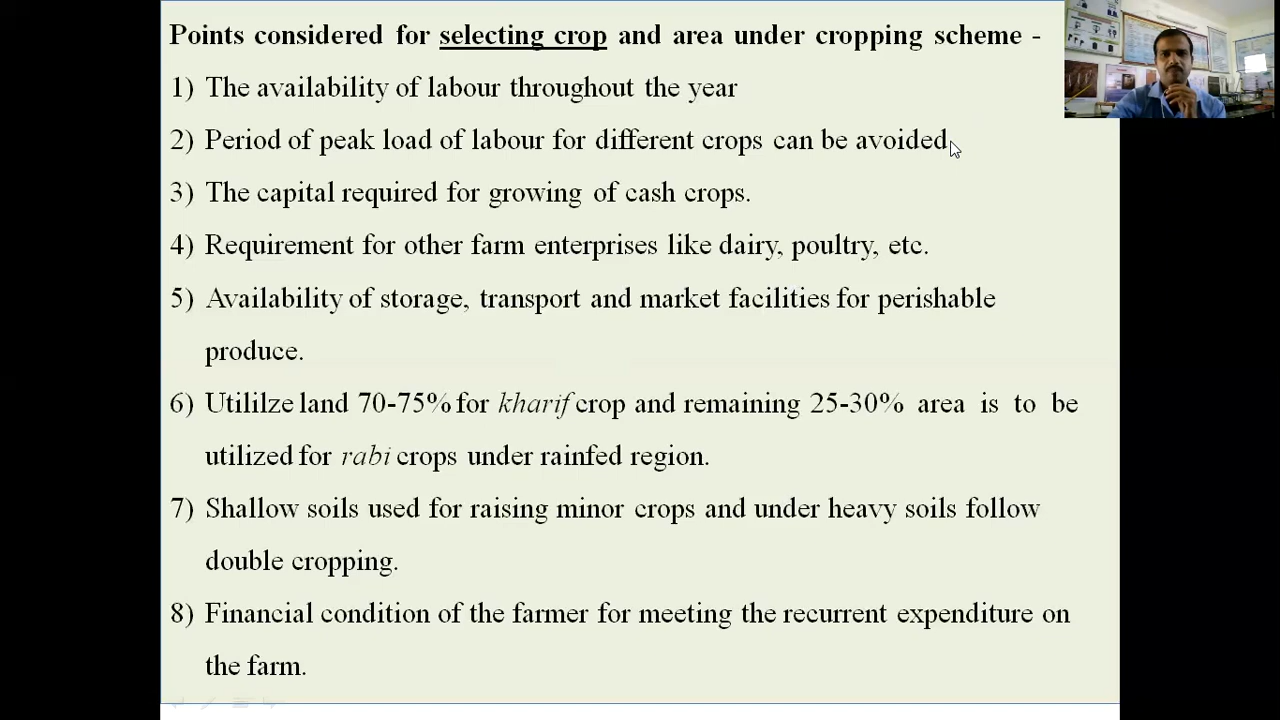 Points considered for selecting crop and area under cropping scheme -
1) The availability of labour throughout the year
2) Period of peak load of labour for different crops can be avoided.
3) The capital required for growing of cash crops.
4) Requirement for other farm enterprises like dairy, poultry, etc.
5) Availability of storage, transport and market facilities for perishable
produce.
6) Utililze land 70-75% for kharif crop and remaining 25-30% area is to be
utilized for rabi crops under rainfed region.
7) Shallow soils used for raising minor crops and under heavy soils follow
double cropping.
8) Financial condition of the farmer for meeting the recurrent expenditure on
the farm.